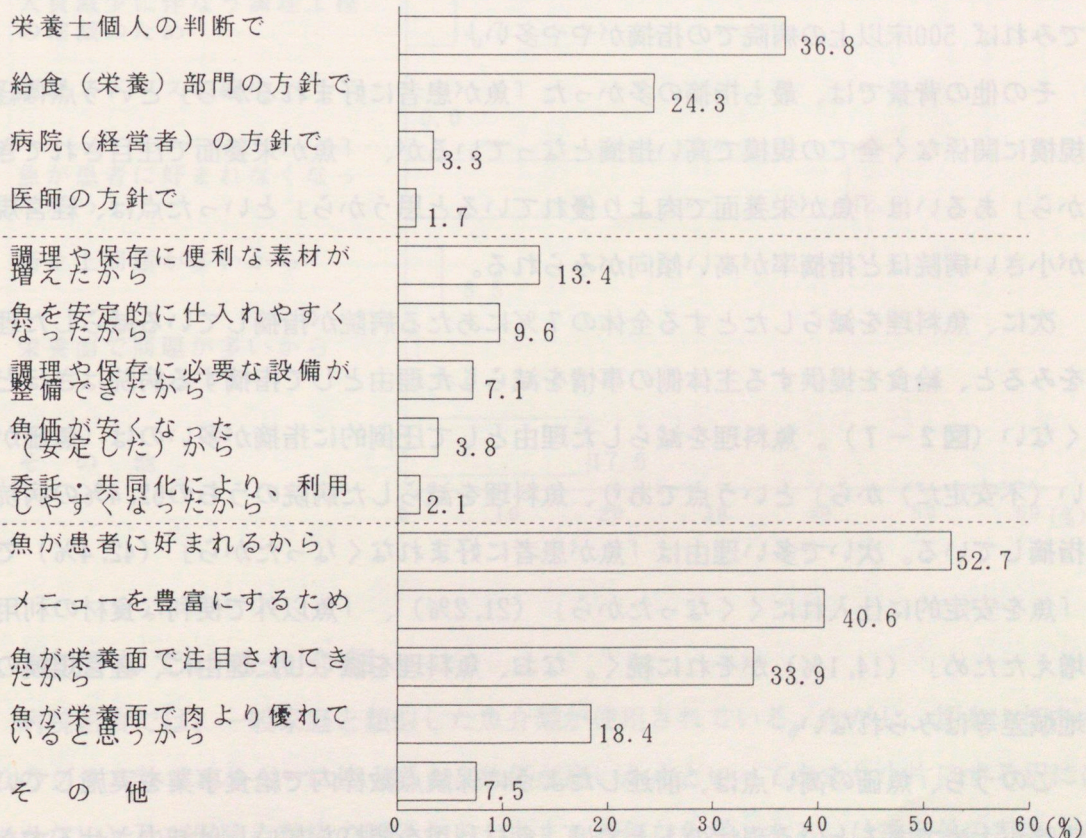 栄養士個人の判断で
36.8
給食（栄養）部門の方針で
24.3
病院（経営者）の方針で
3.3
医師の方針で
1.7
調理や保存に便利な素材が
増えたから
13.4
魚を安定的に仕入れやすく
なったから
9.6
調理や保存に必要な設備が
整備できたから
7.1
魚価が安くなった
（安定した）から
3.8
委託・共同化により、利用
しやすくなったから
2.1
魚が患者に好まれるから
52.7
メニューを豊富にするため
40.6
魚が栄養面で注目されてき
たから
33.9
魚が栄養面で肉より優れて
いると思うから
18.4
そ の 他
7.5
0 10 20 30 40 50 60 (%)